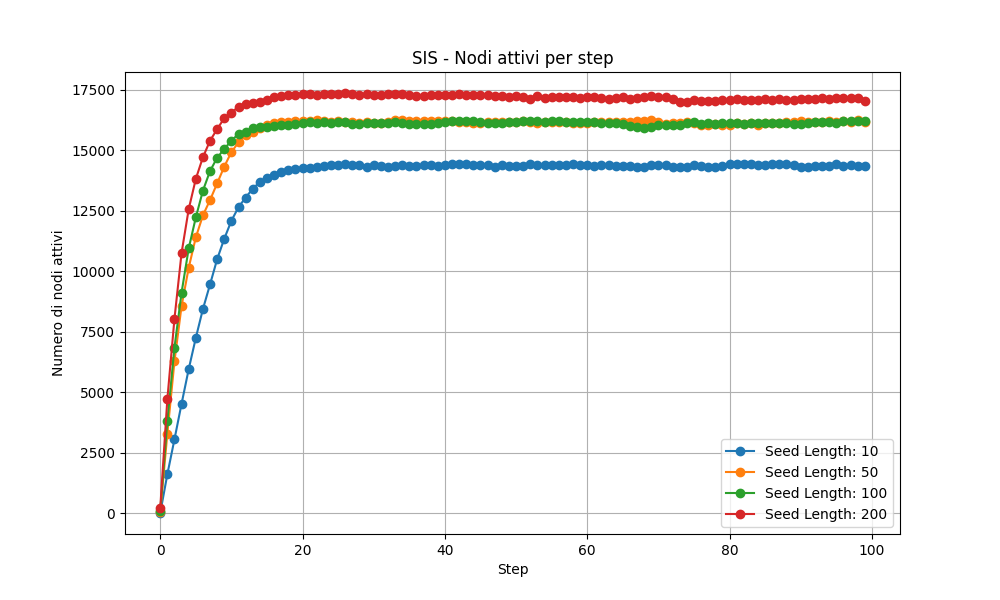 SIS - Nodi attivi per step
Numero di nodi attivi
17500
15000
12500
10000
7500
5000
2500
0
0 20 40 60 80 100
Step
Seed Length: 10
Seed Length: 50
Seed Length: 100
Seed Length: 200